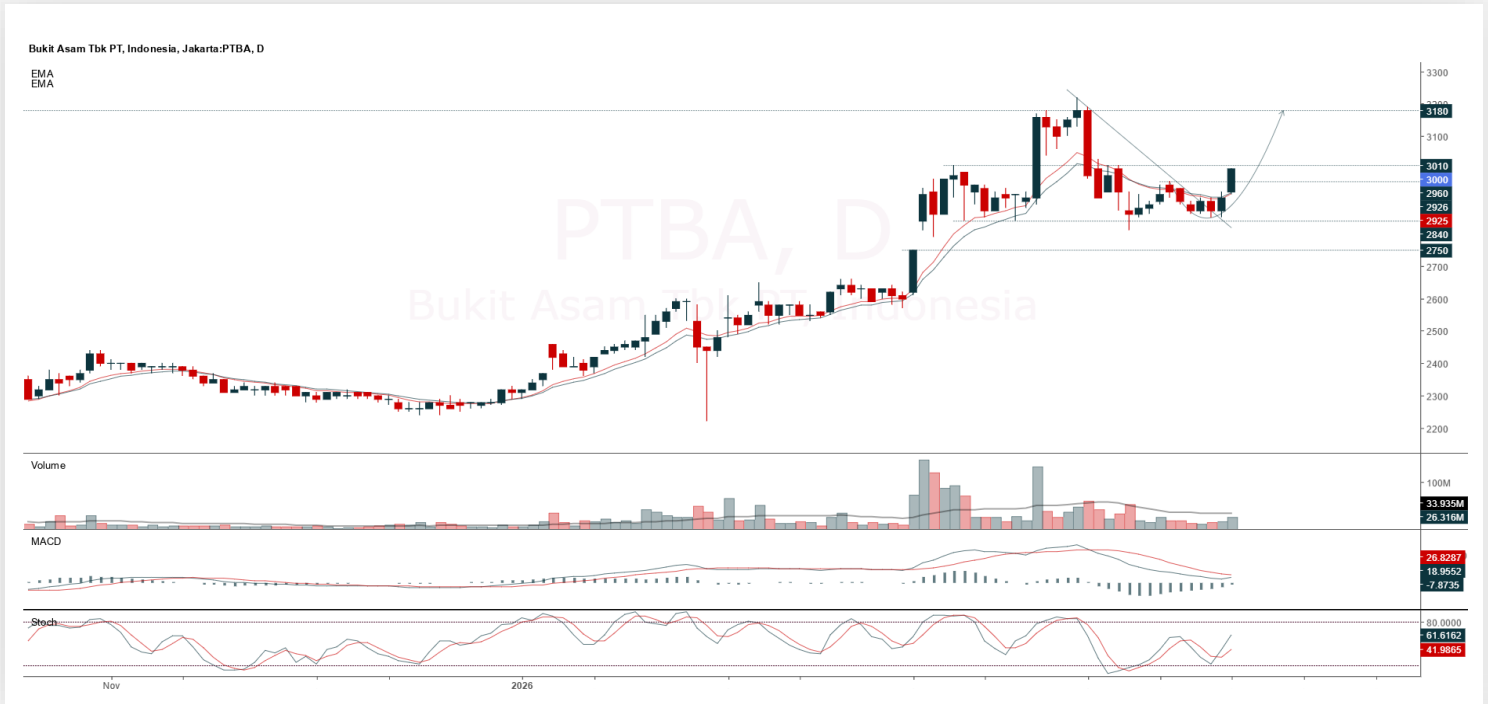 Bukit Asam Tbk PT, Indonesia, Jakarta:PTBA, D
EMA
EMA
PTBA, D
Bukit Asam Tbk PT, Indonesia
3300
3180
3100
3010
3000
2960
2926
2925
2840
2750
2700
2600
2500
2400
2300
2200
Volume
100M
33.935M
26.316M
MACD
26.8287
18.9552
-7.8735
Stoch
80.0000
61.6162
41.9865
Nov
2026